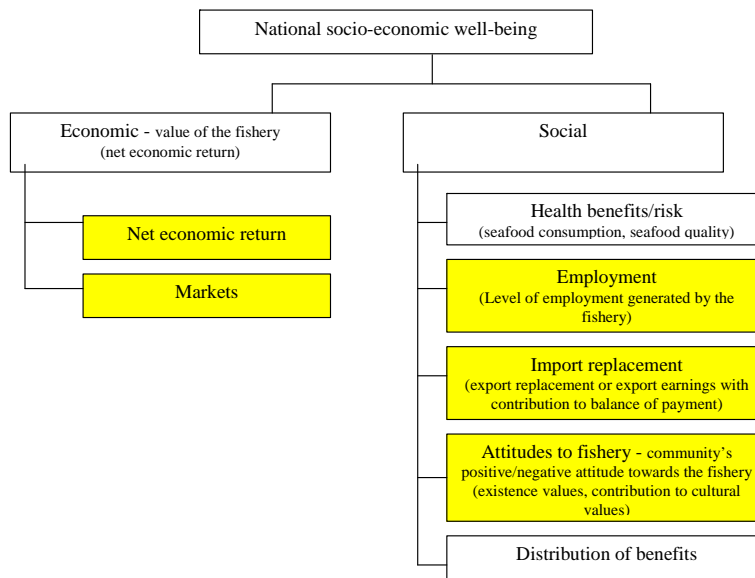 National socio-economic well-being
Economic - value of the fishery
(net economic return)
Net economic return
Markets
Social
Health benefits/risk
(seafood consumption, seafood quality)
Employment
(Level of employment generated by the
fishery)
Import replacement
(export replacement or export earnings with
contribution to balance of payment)
Attitudes to fishery - community's
positive/negative attitude towards the fishery
(existence values, contribution to cultural
values)
Distribution of benefits